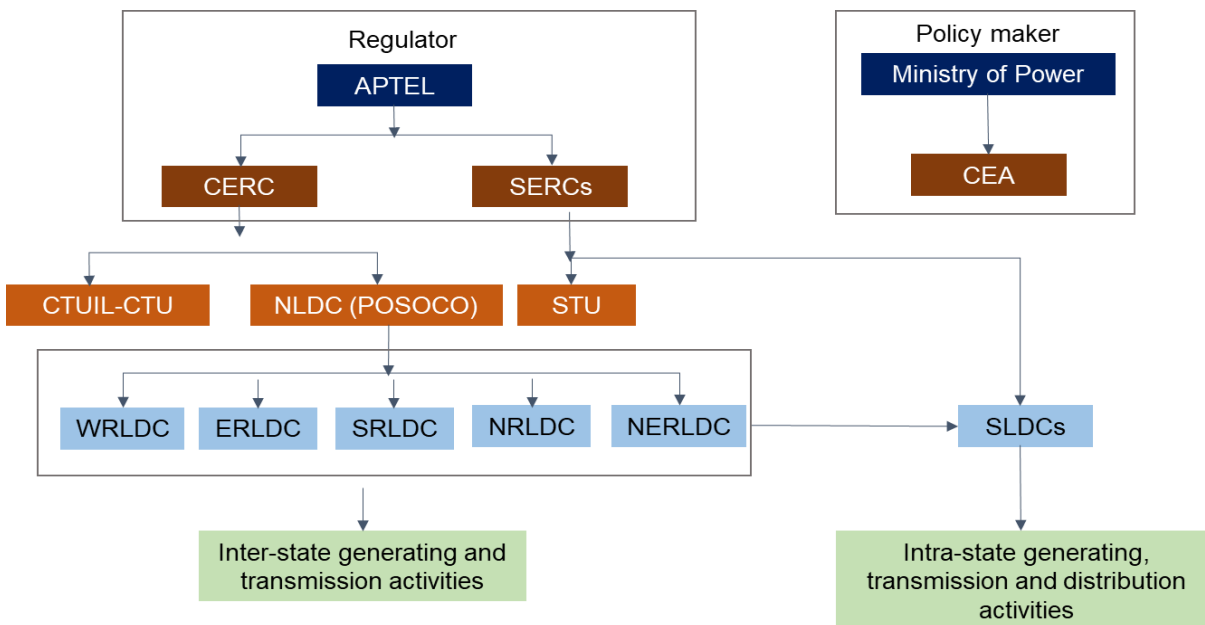 Regulator
APTEL
CERC
SERCs
Policy maker
Ministry of Power
CEA
CTUIL-CTU
NLDC (POSOCO)
STU
WRLDC
ERLDC
SRLDC
NRLDC
NERLDC
SLDCs
Inter-state generating and
transmission activities
Intra-state generating,
transmission and distribution
activities